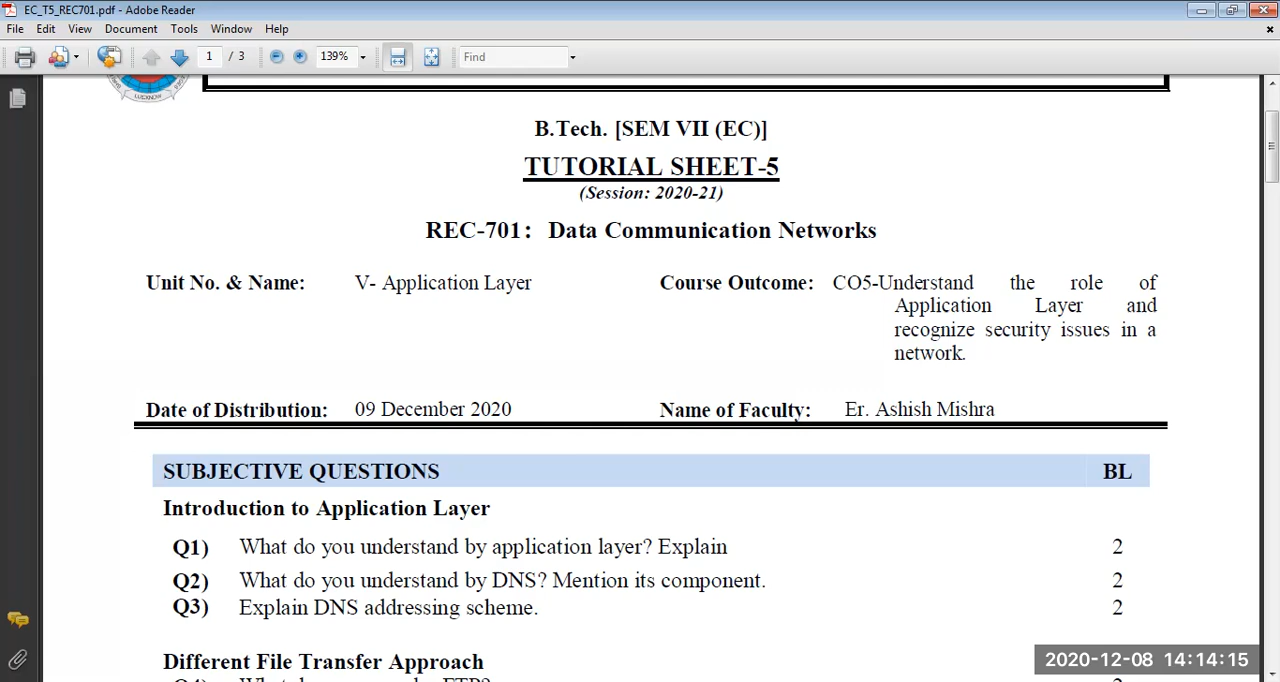 EC_T5_REC701.pdf - Adobe Reader
File Edit View Document Tools Window Help
1 / 3 139% Find
LUCKNOW
B.Tech. [SEM VII (EC)]
TUTORIAL SHEET-5
(Session: 2020-21)
REC-701: Data Communication Networks
Unit No. & Name: V- Application Layer Course Outcome: CO5-Understand the role of
Application Layer and
recognize security issues in a
network.
Date of Distribution: 09 December 2020 Name of Faculty: Er. Ashish Mishra
SUBJECTIVE QUESTIONS BL
Introduction to Application Layer
Q1) What do you understand by application layer? Explain 2
Q2) What do you understand by DNS? Mention its component. 2
Q3) Explain DNS addressing scheme. 2
Different File Transfer Approach
2020-12-08 14:14:15